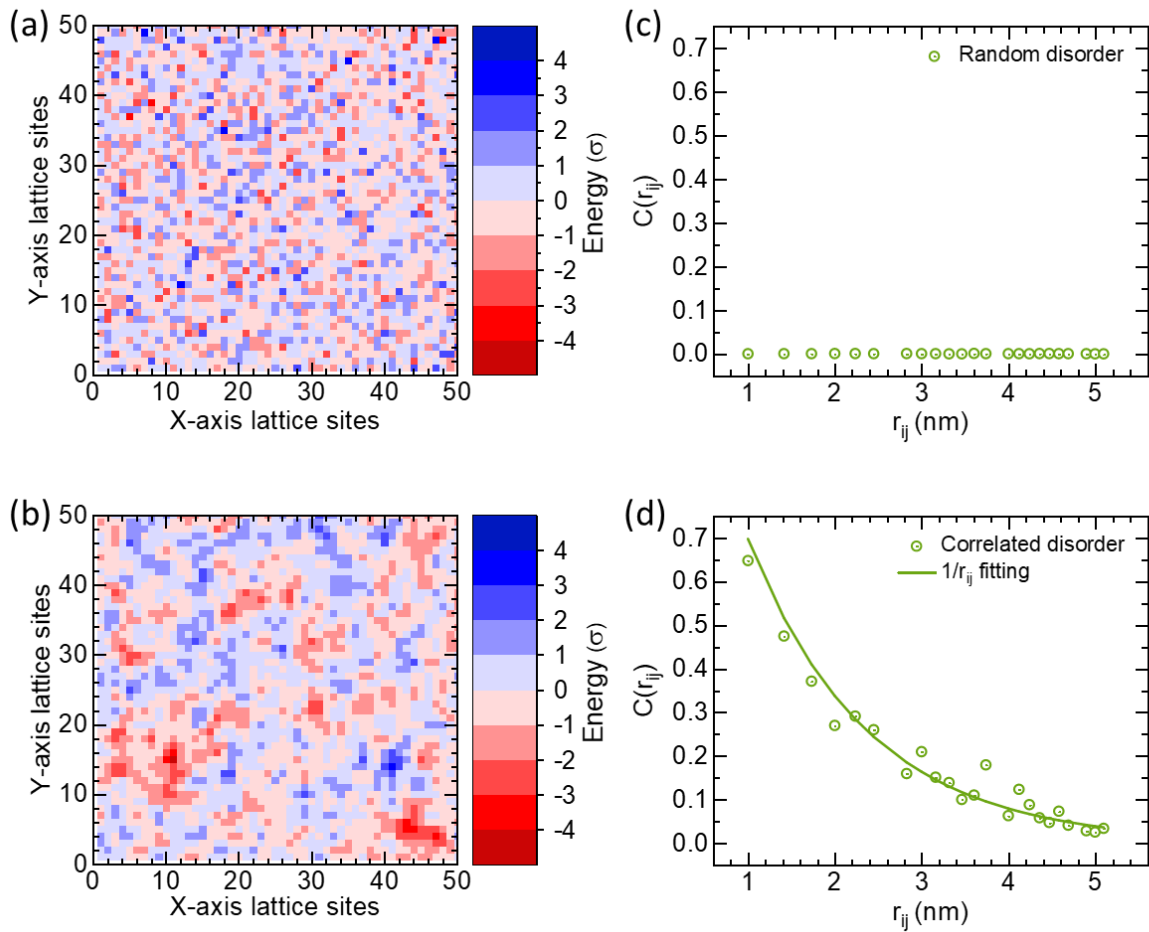 (a)
50
40
30
20
10
0
Y-axis lattice sites
0 10 20 30 40 50
X-axis lattice sites
4
3
2
1
0
-1
-2
-3
-4
Energy (σ)
(c)
0.7
0.6
0.5
0.4
0.3
0.2
0.1
0.0
C(rij)
Random disorder
1 2 3 4 5
rij (nm)
(b)
50
40
30
20
10
0
Y-axis lattice sites
0 10 20 30 40 50
X-axis lattice sites
4
3
2
1
0
-1
-2
-3
-4
Energy (σ)
(d)
0.7
0.6
0.5
0.4
0.3
0.2
0.1
0.0
C(rij)
Correlated disorder
1/rij fitting
1 2 3 4 5
rij (nm)